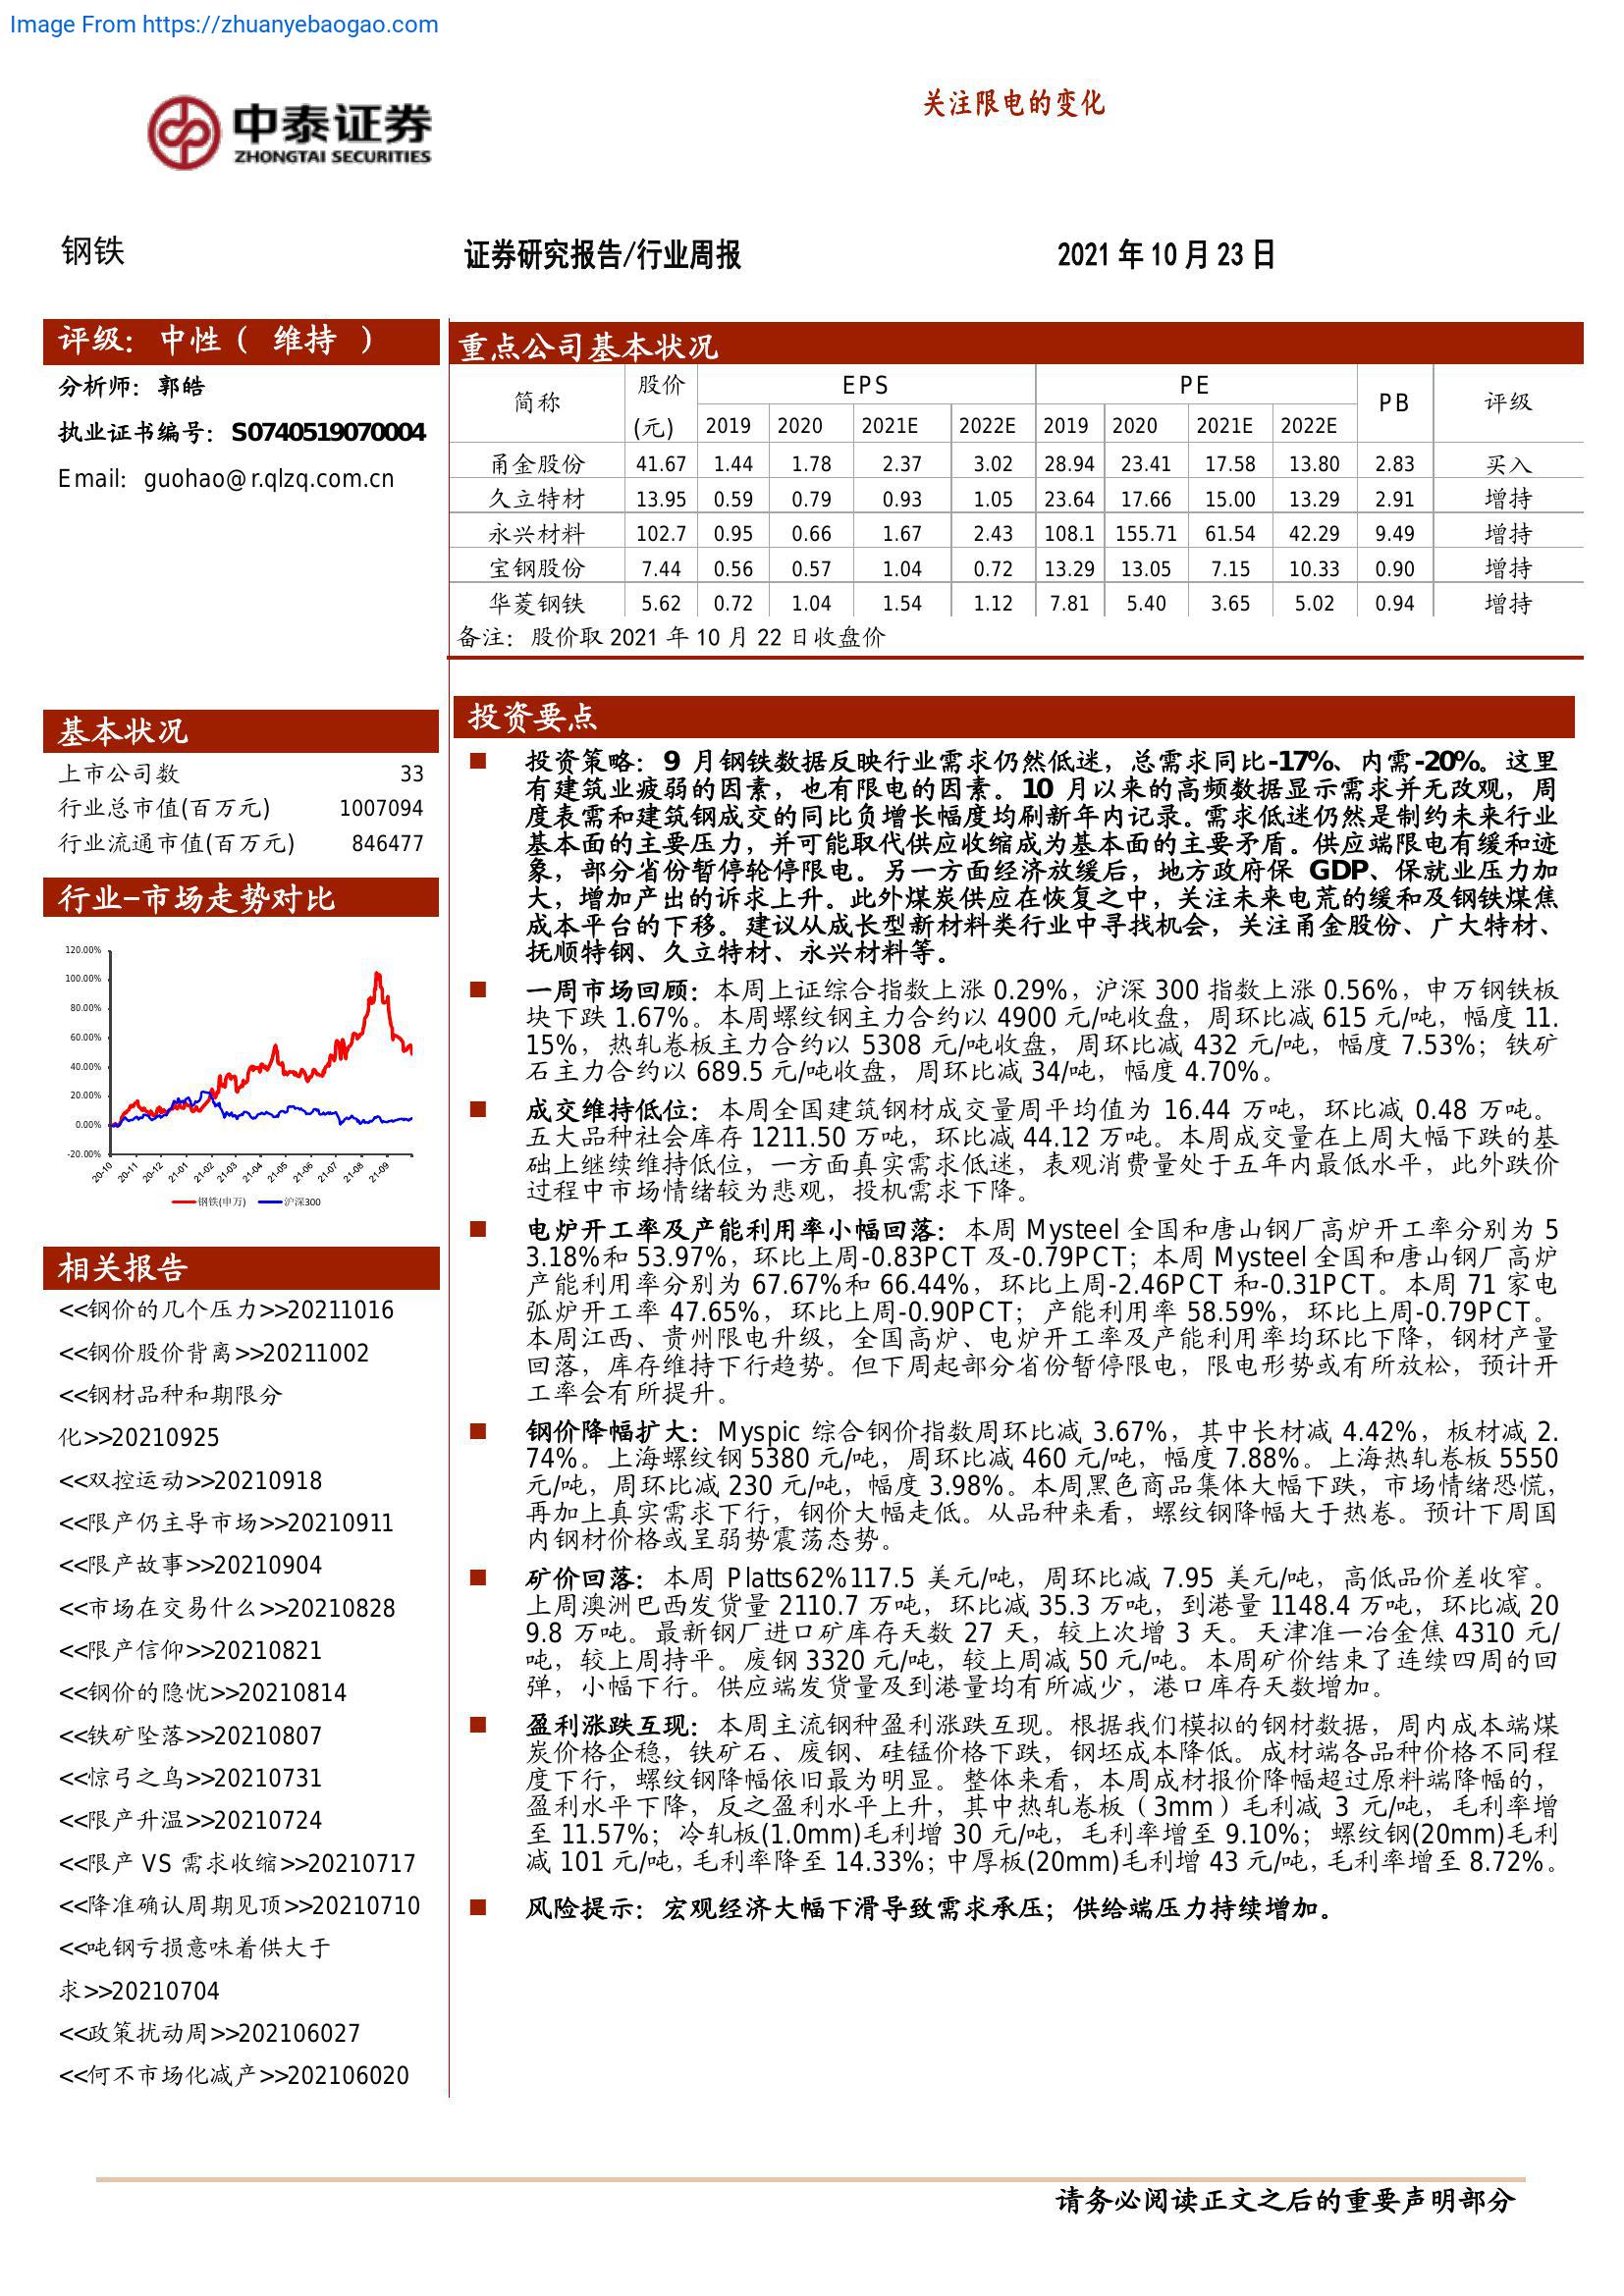 Image From https://zhuanyebaogao.com
中泰证券
ZHONGTAI SECURITIES
关注限电的变化
钢铁
证券研究报告/行业周报
2021 年 10 月 23 日
评级：中性（ 维持 ）
分析师：郭皓
执业证书编号：S0740519070004
Email：guohao@r.qlzq.com.cn
重点公司基本状况
简称 股价 EPS PE PB 评级
(元) 2019 2020 2021E 2022E 2019 2020 2021E 2022E
甬金股份 41.67 1.44 1.78 2.37 3.02 28.94 23.41 17.58 13.80 2.83 买入
久立特材 13.95 0.59 0.79 0.93 1.05 23.64 17.66 15.00 13.29 2.91 增持
永兴材料 102.7 0.95 0.66 1.67 2.43 108.1 155.71 61.54 42.29 9.49 增持
宝钢股份 7.44 0.56 0.57 1.04 0.72 13.29 13.05 7.15 10.33 0.90 增持
华菱钢铁 5.62 0.72 1.04 1.54 1.12 7.81 5.40 3.65 5.02 0.94 增持
备注：股价取 2021 年 10 月 22 日收盘价
基本状况
上市公司数 33
行业总市值(百万元) 1007094
行业流通市值(百万元) 846477
行业-市场走势对比
120.00%
100.00%
80.00%
60.00%
40.00%
20.00%
0.00%
-20.00%
20-10 20-11 20-12 21-01 21-02 21-03 21-04 21-05 21-06 21-07 21-08 21-09
钢铁(申万) 沪深300
相关报告
<<钢价的几个压力>>20211016
<<钢价股价背离>>20211002
<<钢材品种和期限分
化>>20210925
<<双控运动>>20210918
<<限产仍主导市场>>20210911
<<限产故事>>20210904
<<市场在交易什么>>20210828
<<限产信仰>>20210821
<<钢价的隐忧>>20210814
<<铁矿坠落>>20210807
<<惊弓之鸟>>20210731
<<限产升温>>20210724
<<限产 VS 需求收缩>>20210717
<<降准确认周期见顶>>20210710
<<吨钢亏损意味着供大于
求>>20210704
<<政策扰动周>>202106027
<<何不市场化减产>>202106020
投资要点
投资策略：9 月钢铁数据反映行业需求仍然低迷，总需求同比-17%、内需-20%。这里
有建筑业疲弱的因素，也有限电的因素。10 月以来的高频数据显示需求并无改观，周
度表需和建筑钢成交的同比负增长幅度均刷新年内记录。需求低迷仍然是制约未来行业
基本面的主要压力，并可能取代供应收缩成为基本面的主要矛盾。供应端限电有缓和迹
象，部分省份暂停轮停限电。另一方面经济放缓后，地方政府保 GDP、保就业压力加
大，增加产出的诉求上升。此外煤炭供应在恢复之中，关注未来电荒的缓和及钢铁煤焦
成本平台的下移。建议从成长型新材料类行业中寻找机会，关注甬金股份、广大特材、
抚顺特钢、久立特材、永兴材料等。
一周市场回顾：本周上证综合指数上涨 0.29%，沪深 300 指数上涨 0.56%，申万钢铁板
块下跌 1.67%。本周螺纹钢主力合约以 4900 元/吨收盘，周环比减 615 元/吨，幅度 11.
15%，热轧卷板主力合约以 5308 元/吨收盘，周环比减 432 元/吨，幅度 7.53%；铁矿
石主力合约以 689.5 元/吨收盘，周环比减 34/吨，幅度 4.70%。
成交维持低位：本周全国建筑钢材成交量周平均值为 16.44 万吨，环比减 0.48 万吨。
五大品种社会库存 1211.50 万吨，环比减 44.12 万吨。本周成交量在上周大幅下跌的基
础上继续维持低位，一方面真实需求低迷，表观消费量处于五年内最低水平，此外跌价
过程中市场情绪较为悲观，投机需求下降。
电炉开工率及产能利用率小幅回落：本周 Mysteel 全国和唐山钢厂高炉开工率分别为 5
3.18%和 53.97%，环比上周-0.83PCT 及-0.79PCT；本周 Mysteel 全国和唐山钢厂高炉
产能利用率分别为 67.67%和 66.44%，环比上周-2.46PCT 和-0.31PCT。本周 71 家电
弧炉开工率 47.65%，环比上周-0.90PCT；产能利用率 58.59%，环比上周-0.79PCT。
本周江西、贵州限电升级，全国高炉、电炉开工率及产能利用率均环比下降，钢材产量
回落，库存维持下行趋势。但下周起部分省份暂停限电，限电形势或有所放松，预计开
工率会有所提升。
钢价降幅扩大：Myspic 综合钢价指数周环比减 3.67%，其中长材减 4.42%，板材减 2.
74%。上海螺纹钢 5380 元/吨，周环比减 460 元/吨，幅度 7.88%。上海热轧卷板 5550
元/吨，周环比减 230 元/吨，幅度 3.98%。本周黑色商品集体大幅下跌，市场情绪恐慌，
再加上真实需求下行，钢价大幅走低。从品种来看，螺纹钢降幅大于热卷。预计下周国
内钢材价格或呈弱势震荡态势。
矿价回落：本周 Platts62%117.5 美元/吨，周环比减 7.95 美元/吨，高低品价差收窄。
上周澳洲巴西发货量 2110.7 万吨，环比减 35.3 万吨，到港量 1148.4 万吨，环比减 20
9.8 万吨。最新钢厂进口矿库存天数 27 天，较上次增 3 天。天津准一冶金焦 4310 元/
吨，较上周持平。废钢 3320 元/吨，较上周减 50 元/吨。本周矿价结束了连续四周的回
弹，小幅下行。供应端发货量及到港量均有所减少，港口库存天数增加。
盈利涨跌互现：本周主流钢种盈利涨跌互现。根据我们模拟的钢材数据，周内成本端煤
炭价格企稳，铁矿石、废钢、硅锰价格下跌，钢坯成本降低。成材端各品种价格不同程
度下行，螺纹钢降幅依旧最为明显。整体来看，本周成材报价降幅超过原料端降幅的，
盈利水平下降，反之盈利水平上升，其中热轧卷板（3mm）毛利减 3 元/吨，毛利率增
至 11.57%；冷轧板(1.0mm)毛利增 30 元/吨，毛利率增至 9.10%；螺纹钢(20mm)毛利
减 101 元/吨，毛利率降至 14.33%；中厚板(20mm)毛利增 43 元/吨，毛利率增至 8.72%。
风险提示：宏观经济大幅下滑导致需求承压；供给端压力持续增加。
请务必阅读正文之后的重要声明部分